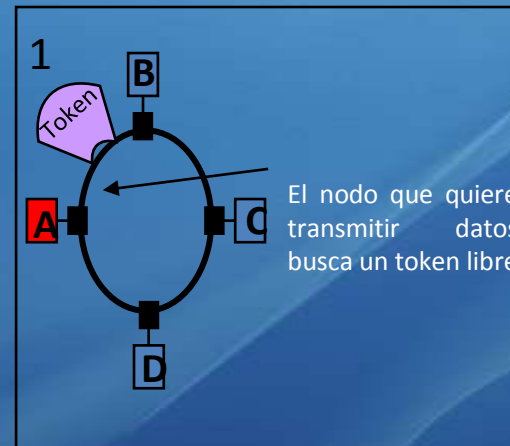 1
B
Token
A
C
El nodo que quiere
transmitir datos
busca un token libre
D